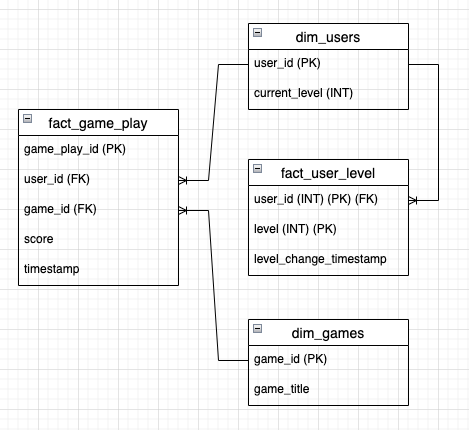 dim_users
user_id (PK)
current_level (INT)
fact_game_play
game_play_id (PK)
user_id (FK)
game_id (FK)
score
timestamp
fact_user_level
user_id (INT) (PK) (FK)
level (INT) (PK)
level_change_timestamp
dim_games
game_id (PK)
game_title